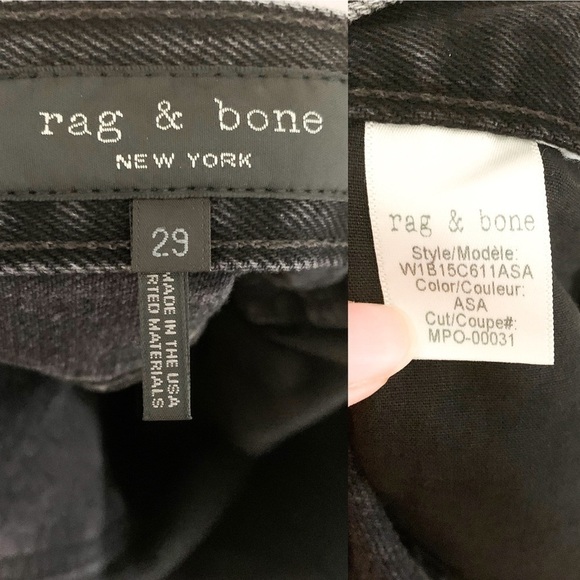 rag & bone
NEW YORK
29
MADE IN THE USA
RTED MATERIALS
rag & bone
Style/Modèle:
W1B15C611ASA
Color/Couleur:
ASA
Cut/Coupe#:
MPO-00031